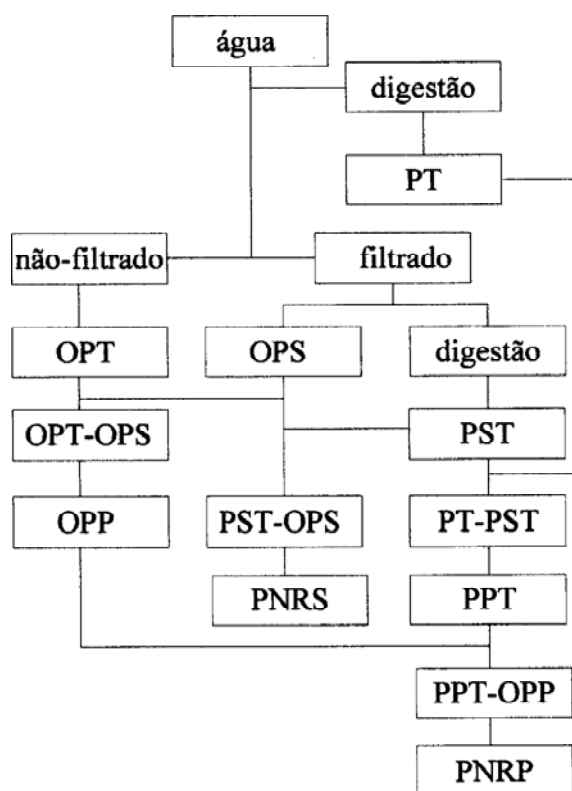 água
digestão
PT
não-filtrado
filtrado
OPT
OPS
digestão
OPT-OPS
PST
OPP
PST-OPS
PT-PST
PNRS
PPT
PPT-OPP
PNRP